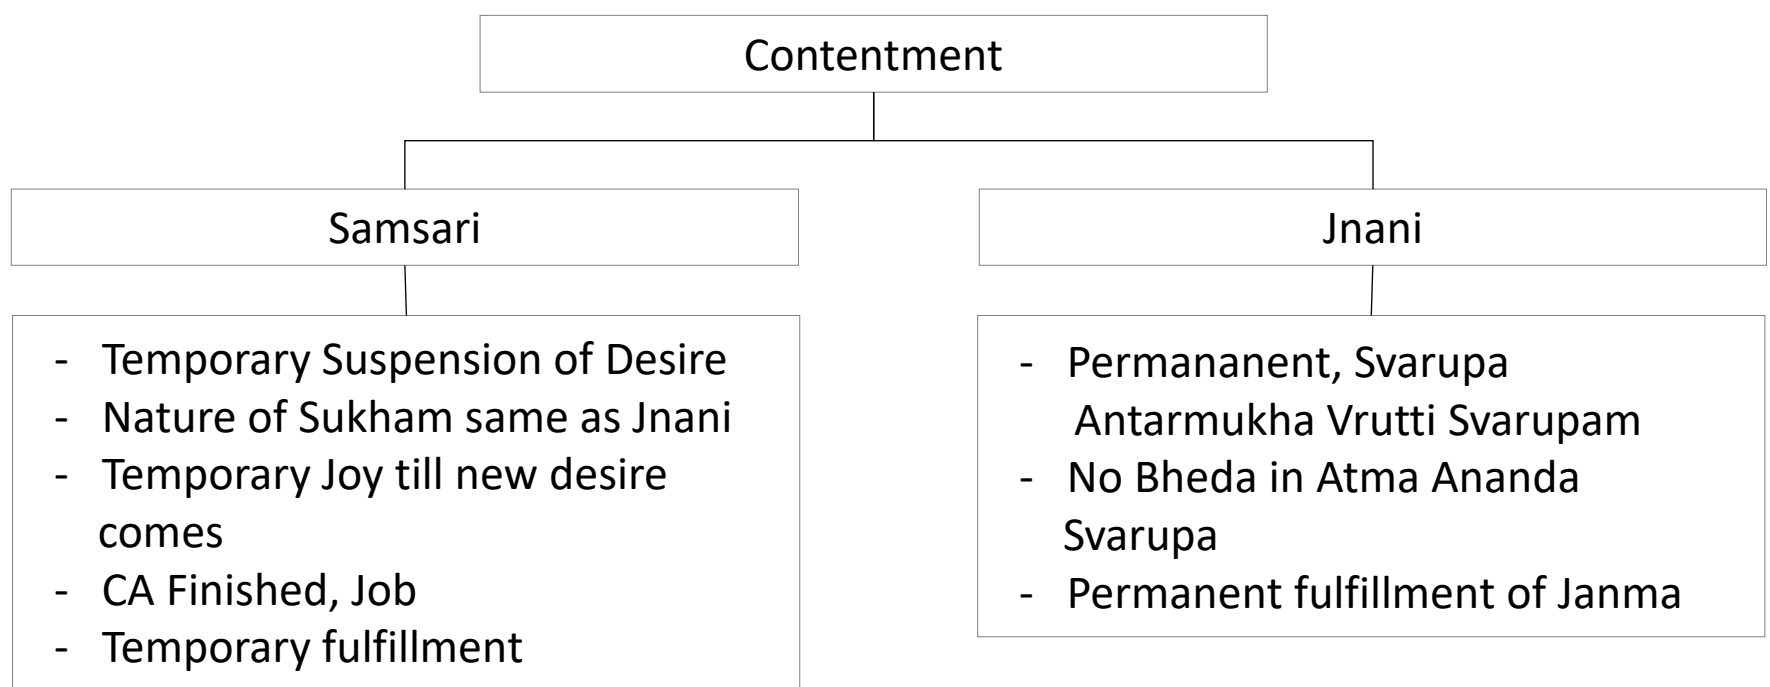 Contentment
Samsari
Jnani
- Temporary Suspension of Desire
- Nature of Sukham same as Jnani
- Temporary Joy till new desire
comes
- CA Finished, Job
- Temporary fulfillment
- Permananent, Svarupa
Antarmukha Vrutti Svarupam
- No Bheda in Atma Ananda
Svarupa
- Permanent fulfillment of Janma